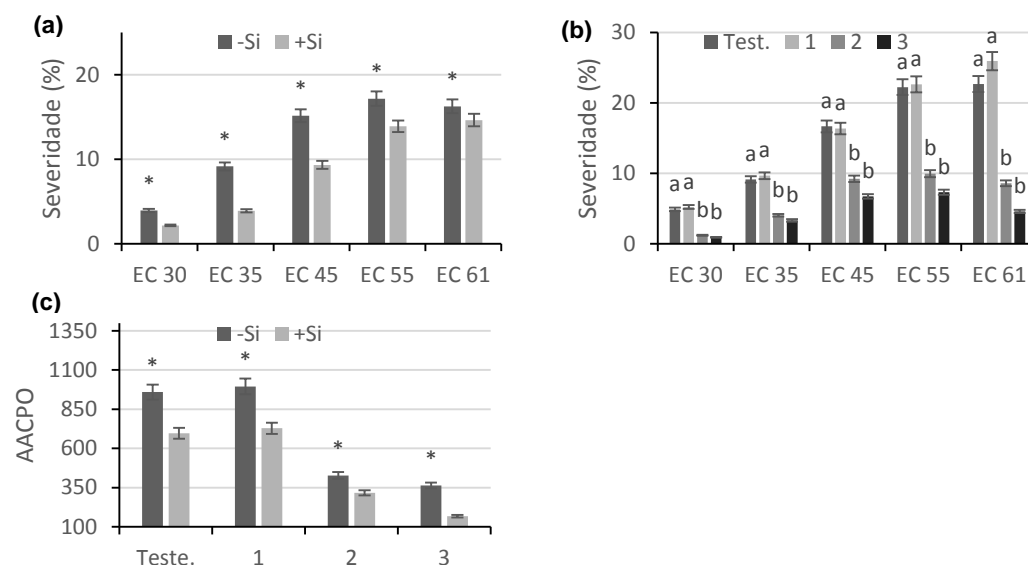 (a)
-Si +Si
Severidade (%)
20
10
0
* * * * *
EC 30 EC 35 EC 45 EC 55 EC 61
(b)
Test. 1 2 3
Severidade (%)
30
20
10
0
a a b b
a a b b
a a b b
a a b b
a a b b
EC 30 EC 35 EC 45 EC 55 EC 61
(c)
-Si +Si
AACPO
1350
1100
850
600
350
100
* * * *
Teste. 1 2 3